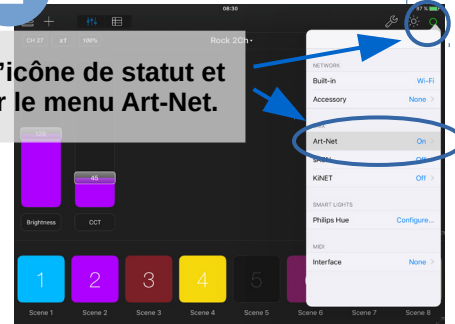 08:30
87 %
CH 27 x1 100%
Rock 2Ch
'icône de statut et
r le menu Art-Net.
NETWORK
Built-in Wi-Fi
Accessory None >
Art-Net On >
sACN Off >
KiNET Off >
SMART LIGHTS
Philips Hue Configure...
MIDI
Interface None >
128
45
Brightness CCT
1 2 3 4 5
Scene 1 Scene 2 Scene 3 Scene 4 Scene 5 Scene 6 Scene 7 Scene 8